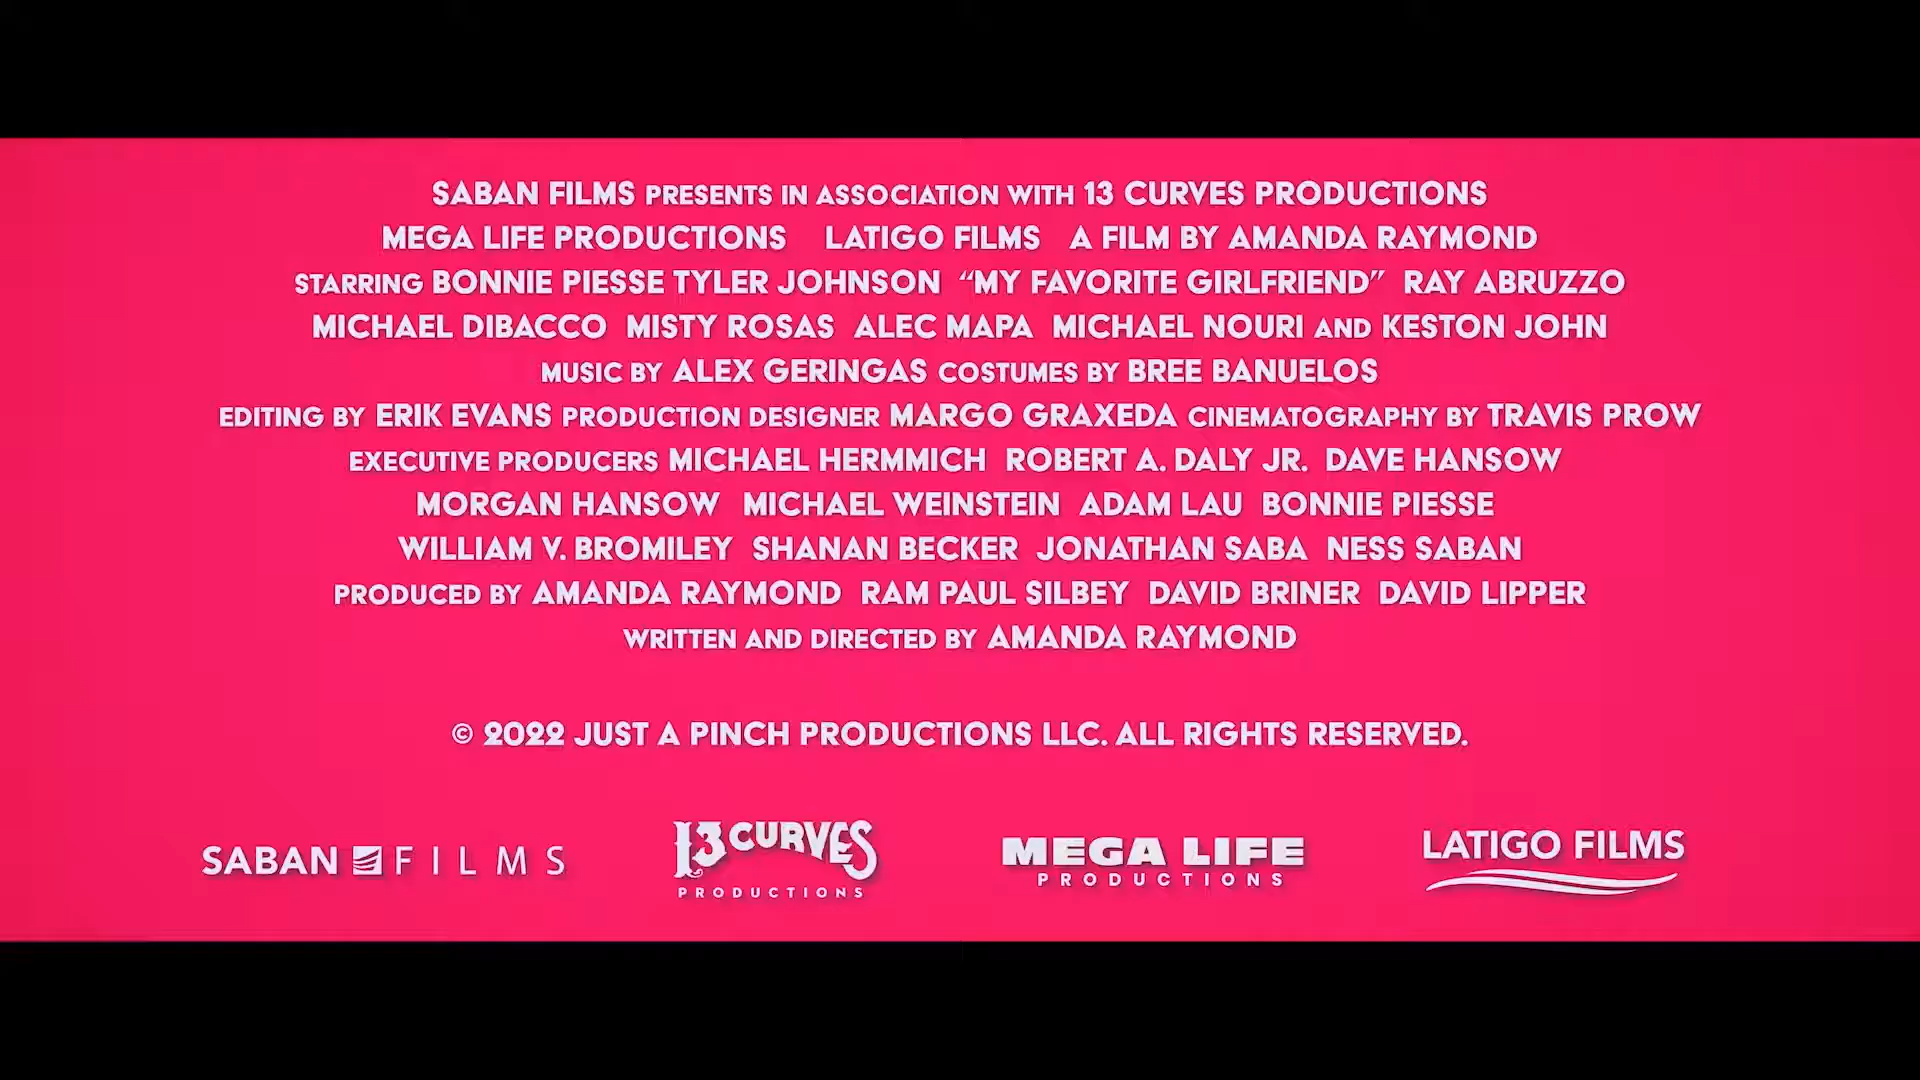 SABAN FILMS PRESENTS IN ASSOCIATION WITH 13 CURVES PRODUCTIONS
MEGA LIFE PRODUCTIONS LATIGO FILMS A FILM BY AMANDA RAYMOND
STARRING BONNIE PIESSE TYLER JOHNSON “MY FAVORITE GIRLFRIEND” RAY ABRUZZO
MICHAEL DIBACCO MISTY ROSAS ALEC MAPA MICHAEL NOURI AND KESTON JOHN
MUSIC BY ALEX GERINGAS COSTUMES BY BREE BANUELOS
EDITING BY ERIK EVANS PRODUCTION DESIGNER MARGO GRAXEDA CINEMATOGRAPHY BY TRAVIS PROW
EXECUTIVE PRODUCERS MICHAEL HERMMICH ROBERT A. DALY JR. DAVE HANSOW
MORGAN HANSOW MICHAEL WEINSTEIN ADAM LAU BONNIE PIESSE
WILLIAM V. BROMILEY SHANAN BECKER JONATHAN SABA NESS SABAN
PRODUCED BY AMANDA RAYMOND RAM PAUL SILBEY DAVID BRINER DAVID LIPPER
WRITTEN AND DIRECTED BY AMANDA RAYMOND
© 2022 JUST A PINCH PRODUCTIONS LLC. ALL RIGHTS RESERVED.
SABAN FILMS
13 CURVES
PRODUCTIONS
MEGA LIFE
PRODUCTIONS
LATIGO FILMS